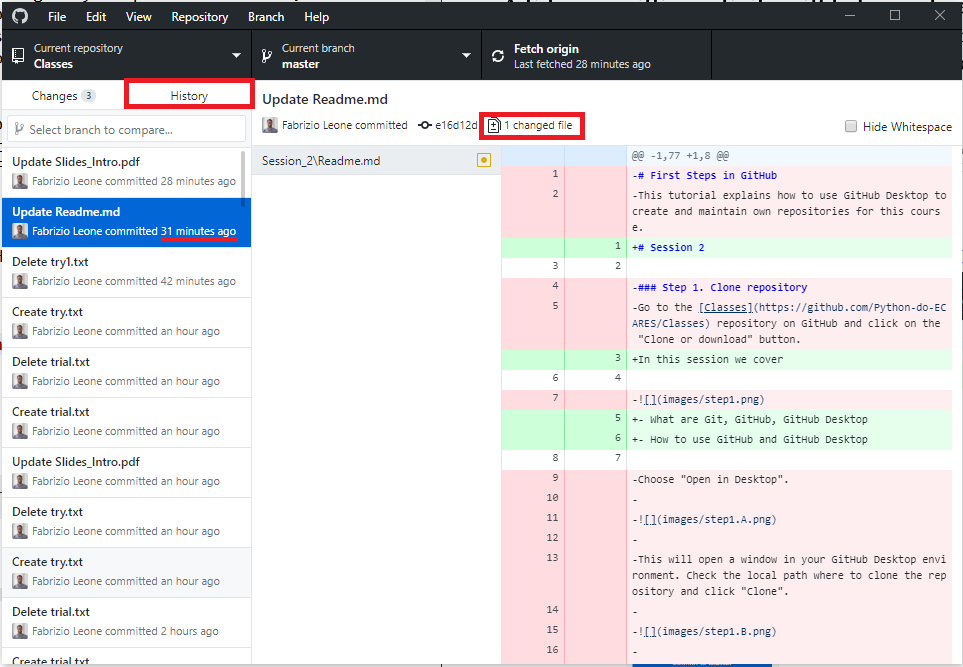 File Edit View Repository Branch Help
Current repository
Classes
Current branch
master
Fetch origin
Last fetched 28 minutes ago
Changes 3
History
Select branch to compare...
Update Slides_Intro.pdf
Fabrizio Leone committed 28 minutes ago
Update Readme.md
Fabrizio Leone committed 31 minutes ago
Delete try1.txt
Fabrizio Leone committed 42 minutes ago
Create try.txt
Fabrizio Leone committed an hour ago
Delete trial.txt
Fabrizio Leone committed an hour ago
Create trial.txt
Fabrizio Leone committed an hour ago
Update Slides_Intro.pdf
Fabrizio Leone committed an hour ago
Delete try.txt
Fabrizio Leone committed an hour ago
Create try.txt
Fabrizio Leone committed an hour ago
Delete trial.txt
Fabrizio Leone committed 2 hours ago
Create trial.txt
Update Readme.md
Fabrizio Leone committed e16d12d 1 changed file
Hide Whitespace
Session_2\Readme.md
@@ -1,77 +1,8 @@
1 -# First Steps in GitHub
2 -This tutorial explains how to use GitHub Desktop to
create and maintain own repositories for this cours
e.
1 +# Session 2
3 2
4 -### Step 1. Clone repository
5 -Go to the [Classes](https://github.com/Python-do-EC
ARES/Classes) repository on GitHub and click on the
"Clone or download" button.
3 +In this session we cover
6 4
7 -![](images/step1.png)
5 +- What are Git, GitHub, GitHub Desktop
6 +- How to use GitHub and GitHub Desktop
8 7
9 -Choose "Open in Desktop".
10 -
11 -![](images/step1.A.png)
12 -
13 -This will open a window in your GitHub Desktop envi
ronment. Check the local path where to clone the rep
ository and click "Clone".
14 -
15 -![](images/step1.B.png)
16 -